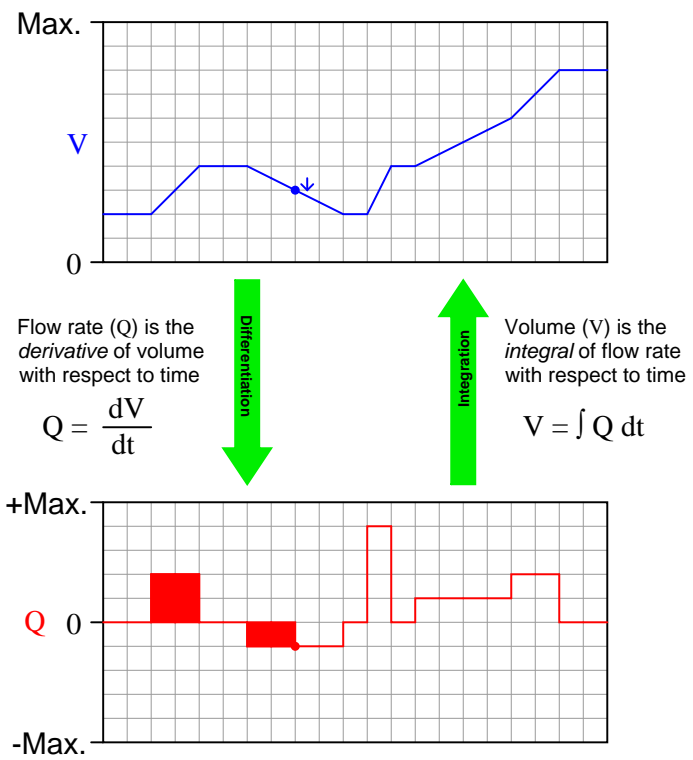 Max.
V
0
Differentiation
Integration
Flow rate (Q) is the
derivative of volume
with respect to time
Q = dV
dt
Volume (V) is the
integral of flow rate
with respect to time
V = ∫ Q dt
+Max.
Q 0
-Max.